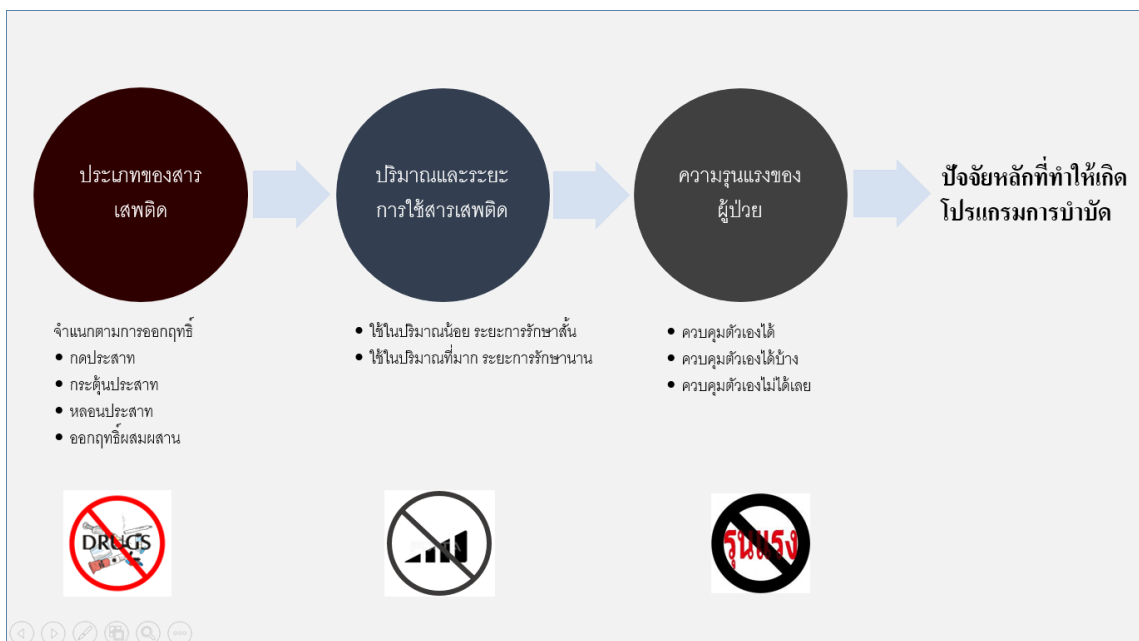 ประเภทของสาร
เสพติด
ปริมาณและระยะ
การใช้สารเสพติด
ความรุนแรงของ
ผู้ป่วย
ปัจจัยหลักที่ทำให้เกิด
โปรแกรมการบำบัด
จำแนกตามการออกฤทธิ์
• กดประสาท
• กระตุ้นประสาท
• หลอนประสาท
• ออกฤทธิ์ผสมผสาน
• ใช้ในปริมาณน้อย ระยะการรักษาสั้น
• ใช้ในปริมาณที่มาก ระยะการรักษานาน
• ควบคุมตัวเองได้
• ควบคุมตัวเองได้บ้าง
• ควบคุมตัวเองไม่ได้เลย
DRUGS
รุนแรง